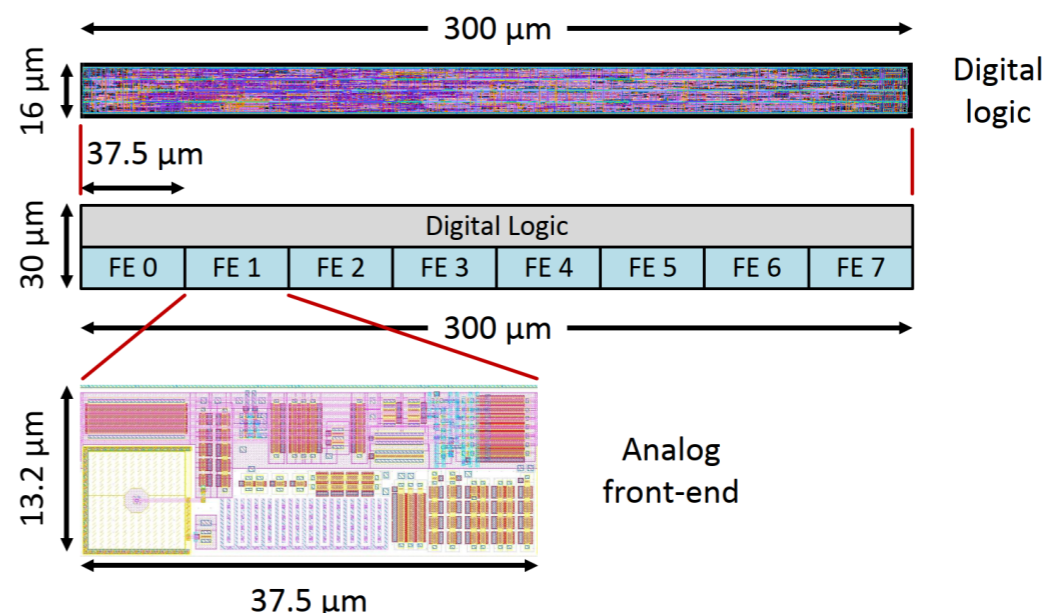 300 µm
16 µm
Digital
logic
37.5 µm
30 µm
Digital Logic
FE 0 FE 1 FE 2 FE 3 FE 4 FE 5 FE 6 FE 7
300 µm
13.2 µm
Analog
front-end
37.5 µm